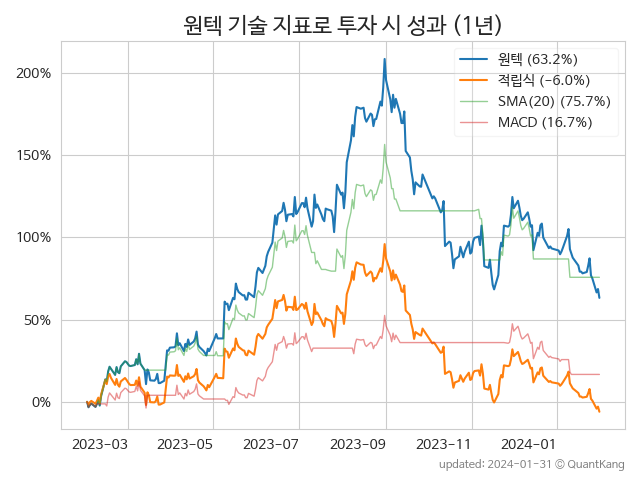 원텍 기술 지표로 투자 시 성과 (1년)
원텍 (63.2%)
적립식 (-6.0%)
SMA(20) (75.7%)
MACD (16.7%)
200%
150%
100%
50%
0%
2023-03
2023-05
2023-07
2023-09
2023-11
2024-01
updated: 2024-01-31 © QuantKang